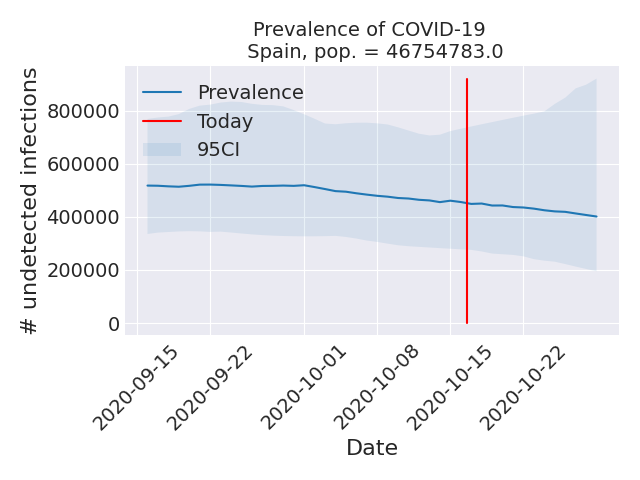 Prevalence of COVID-19
Spain, pop. = 46754783.0
# undetected infections
800000
600000
400000
200000
0
Prevalence
Today
95CI
2020-09-15
2020-09-22
2020-10-01
2020-10-08
2020-10-15
2020-10-22
Date